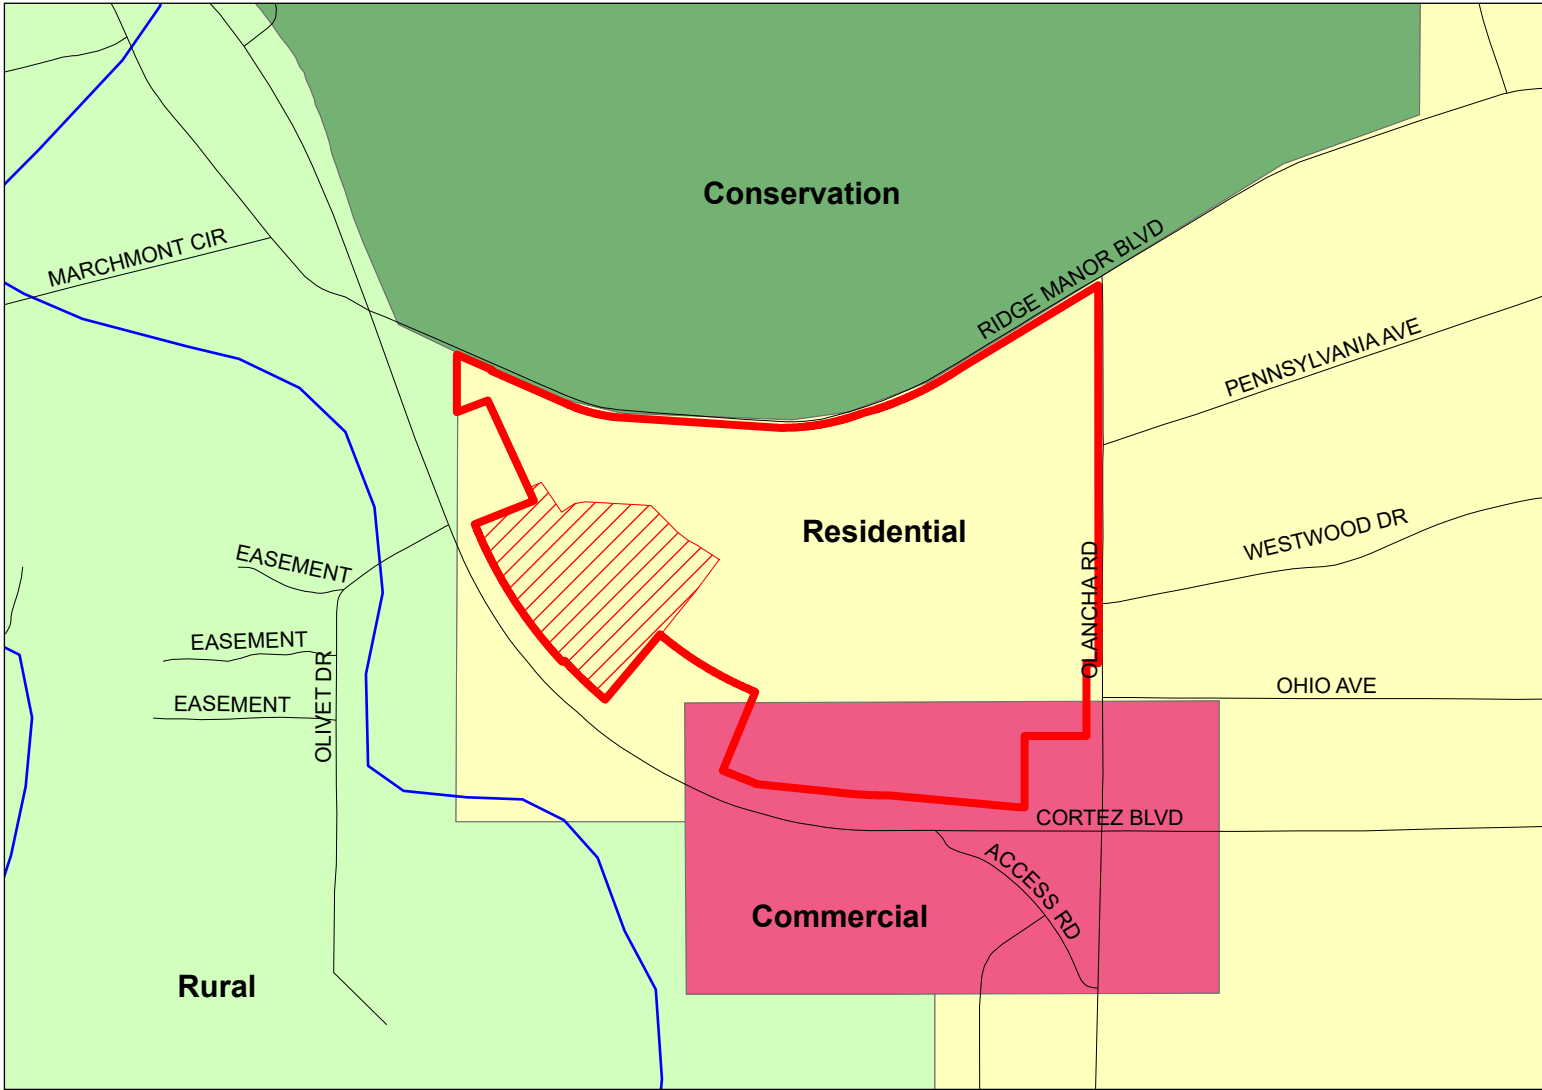 Conservation
MARCHMONT CIR
RIDGE MANOR BLVD
PENNSYLVANIA AVE
Residential
WESTWOOD DR
EASEMENT
OLANCHA RD
EASEMENT
OLIVET DR
EASEMENT
OHIO AVE
CORTEZ BLVD
ACCESS RD
Commercial
Rural